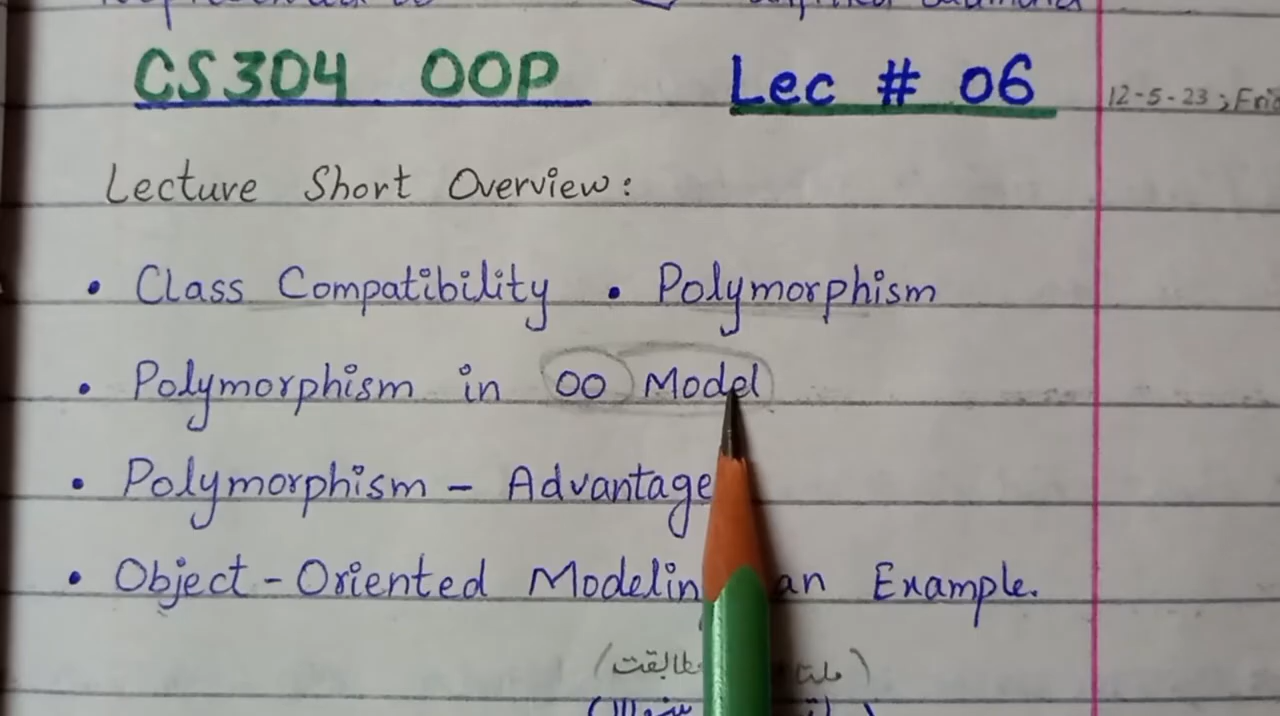 CS304 OOP Lec # 06
12-5-23 ; Fri
Lecture Short Overview :
• Class Compatibility • Polymorphism
• Polymorphism in OO Model
• Polymorphism - Advantage
• Object-Oriented Modelin an Example.